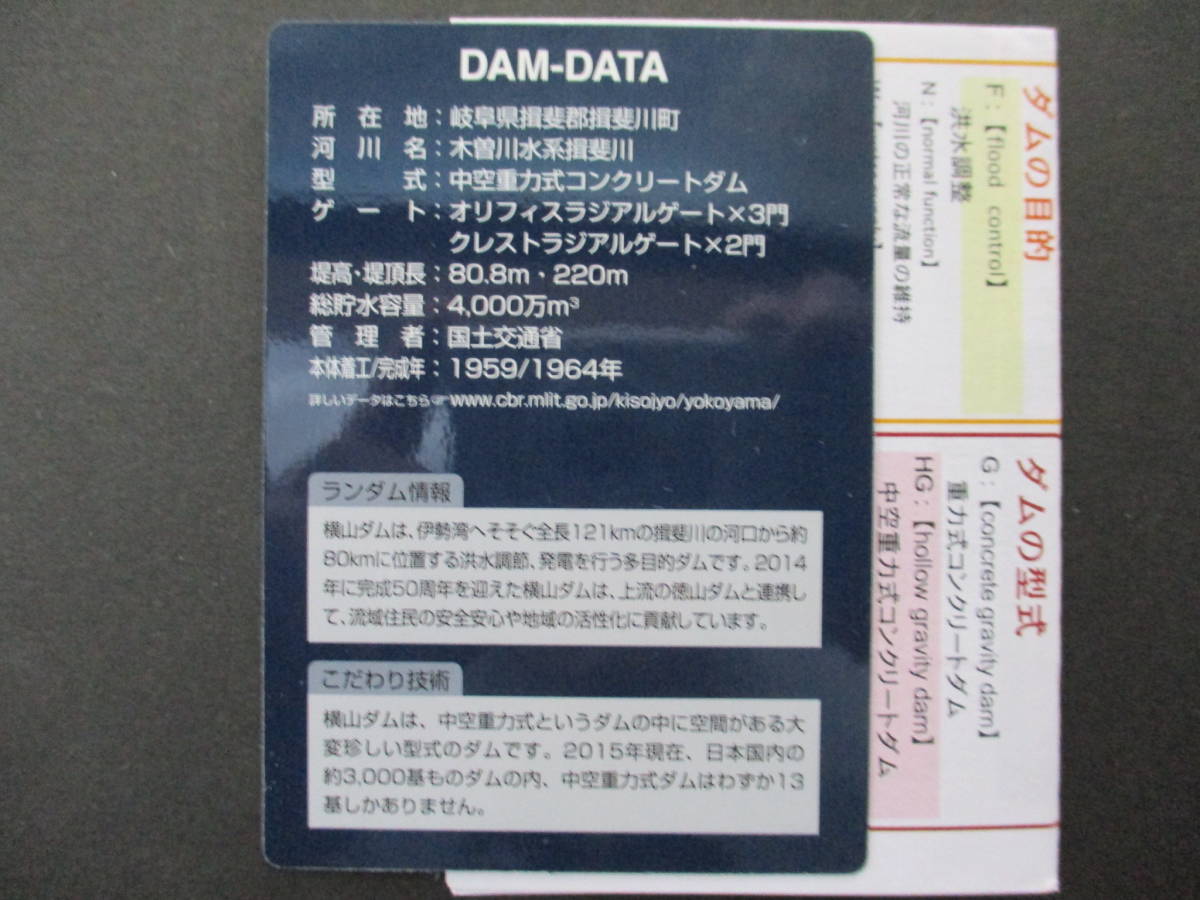 DAM-DATA
所在地：岐阜県揖斐郡揖斐川町
河川名：木曽川水系揖斐川
型式：中空重力式コンクリートダム
ゲート：オリフィスラジアルゲート×3門
クレストラジアルゲート×2門
堤高・堤頂長：80.8m・220m
総貯水容量：4,000万m³
管理者：国土交通省
本体着工/完成年：1959/1964年
詳しいデータはこちら☞www.cbr.mlit.go.jp/kisojyo/yokoyama/
ランダム情報
横山ダムは、伊勢湾へそそぐ全長121kmの揖斐川の河口から約
80kmに位置する洪水調節、発電を行う多目的ダムです。2014
年に完成50周年を迎えた横山ダムは、上流の徳山ダムと連携し
て、流域住民の安全安心や地域の活性化に貢献しています。
こだわり技術
横山ダムは、中空重力式というダムの中に空間がある大
変珍しい型式のダムです。2015年現在、日本国内の
約3,000基ものダムの内、中空重力式ダムはわずか13
基しかありません。
ダムの目的
F：【flood control】
洪水調整
N：【normal function】
河川の正常な流量の維持
ダムの型式
G：【concrete gravity dam】
重力式コンクリートダム
HG：【hollow gravity dam】
中空重力式コンクリートダム